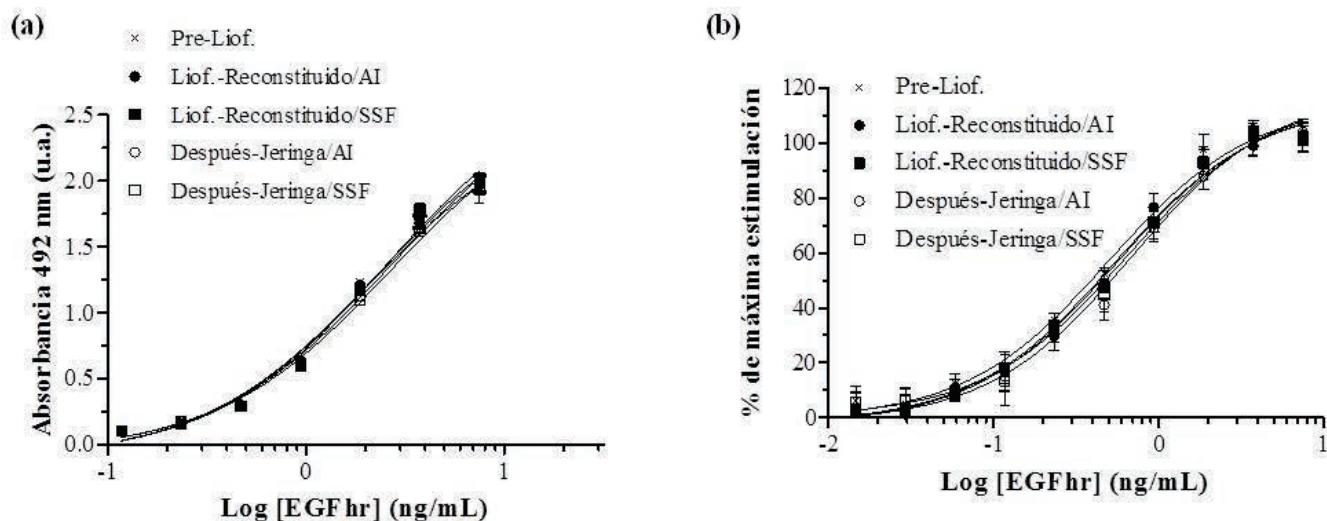 (a)
Pre-Liof.
Liof.-Reconstituido/AI
Liof.-Reconstituido/SSF
Después-Jeringa/AI
Después-Jeringa/SSF
Absorbancia 492 nm (u.a.)
2.5
2.0
1.5
1.0
0.5
0.0
-1
0
1
Log [EGFhr] (ng/mL)
(b)
Pre-Liof.
Liof.-Reconstituido/AI
Liof.-Reconstituido/SSF
Después-Jeringa/AI
Después-Jeringa/SSF
% de máxima estimulación
120
100
80
60
40
20
0
-2
-1
0
1
Log [EGFhr] (ng/mL)